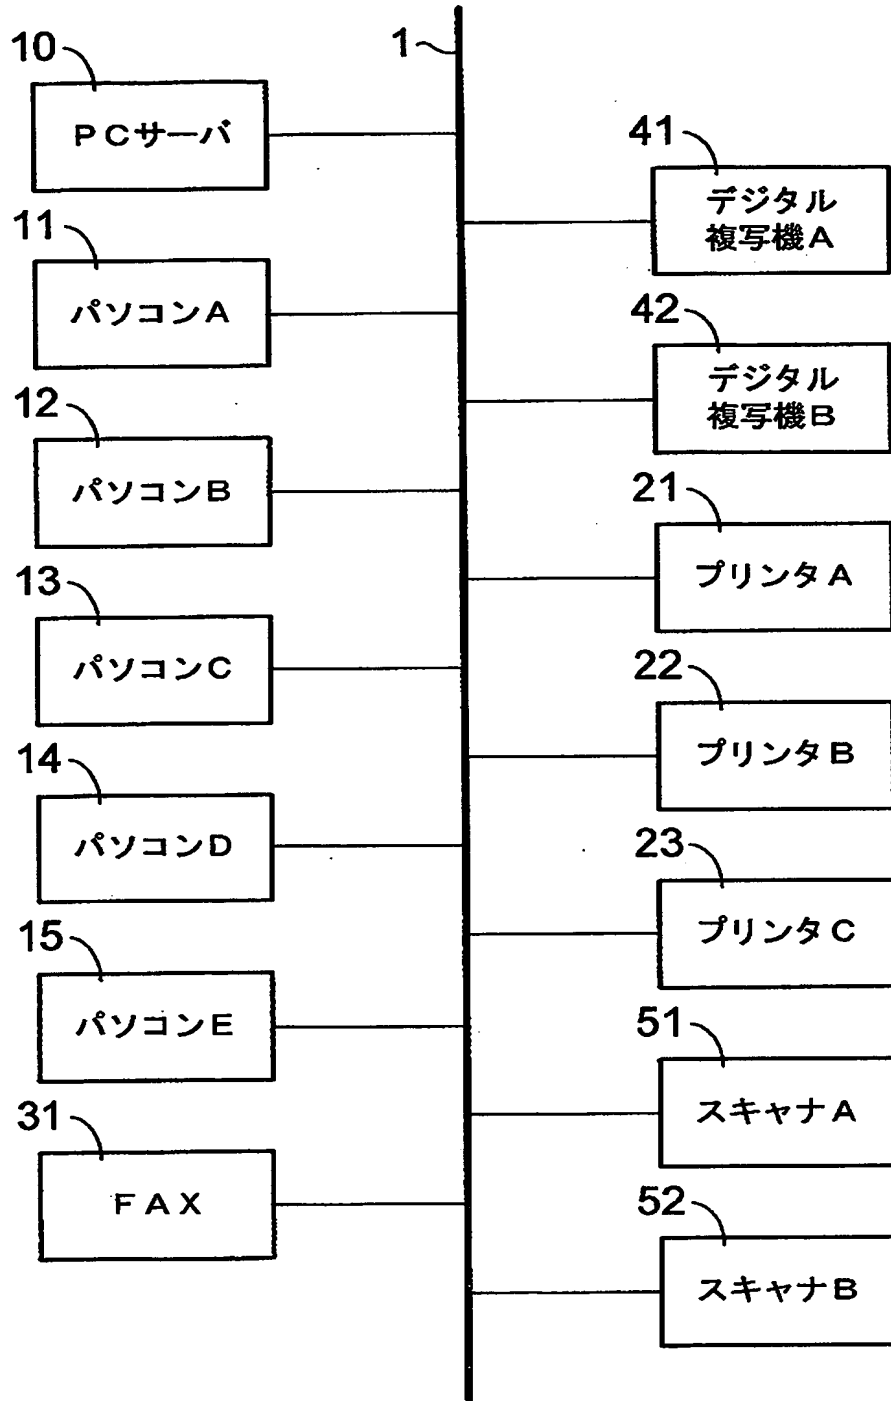 1
10
PCサーバ
11
パソコンA
12
パソコンB
13
パソコンC
14
パソコンD
15
パソコンE
31
FAX
41
デジタル
複写機A
42
デジタル
複写機B
21
プリンタA
22
プリンタB
23
プリンタC
51
スキャナA
52
スキャナB